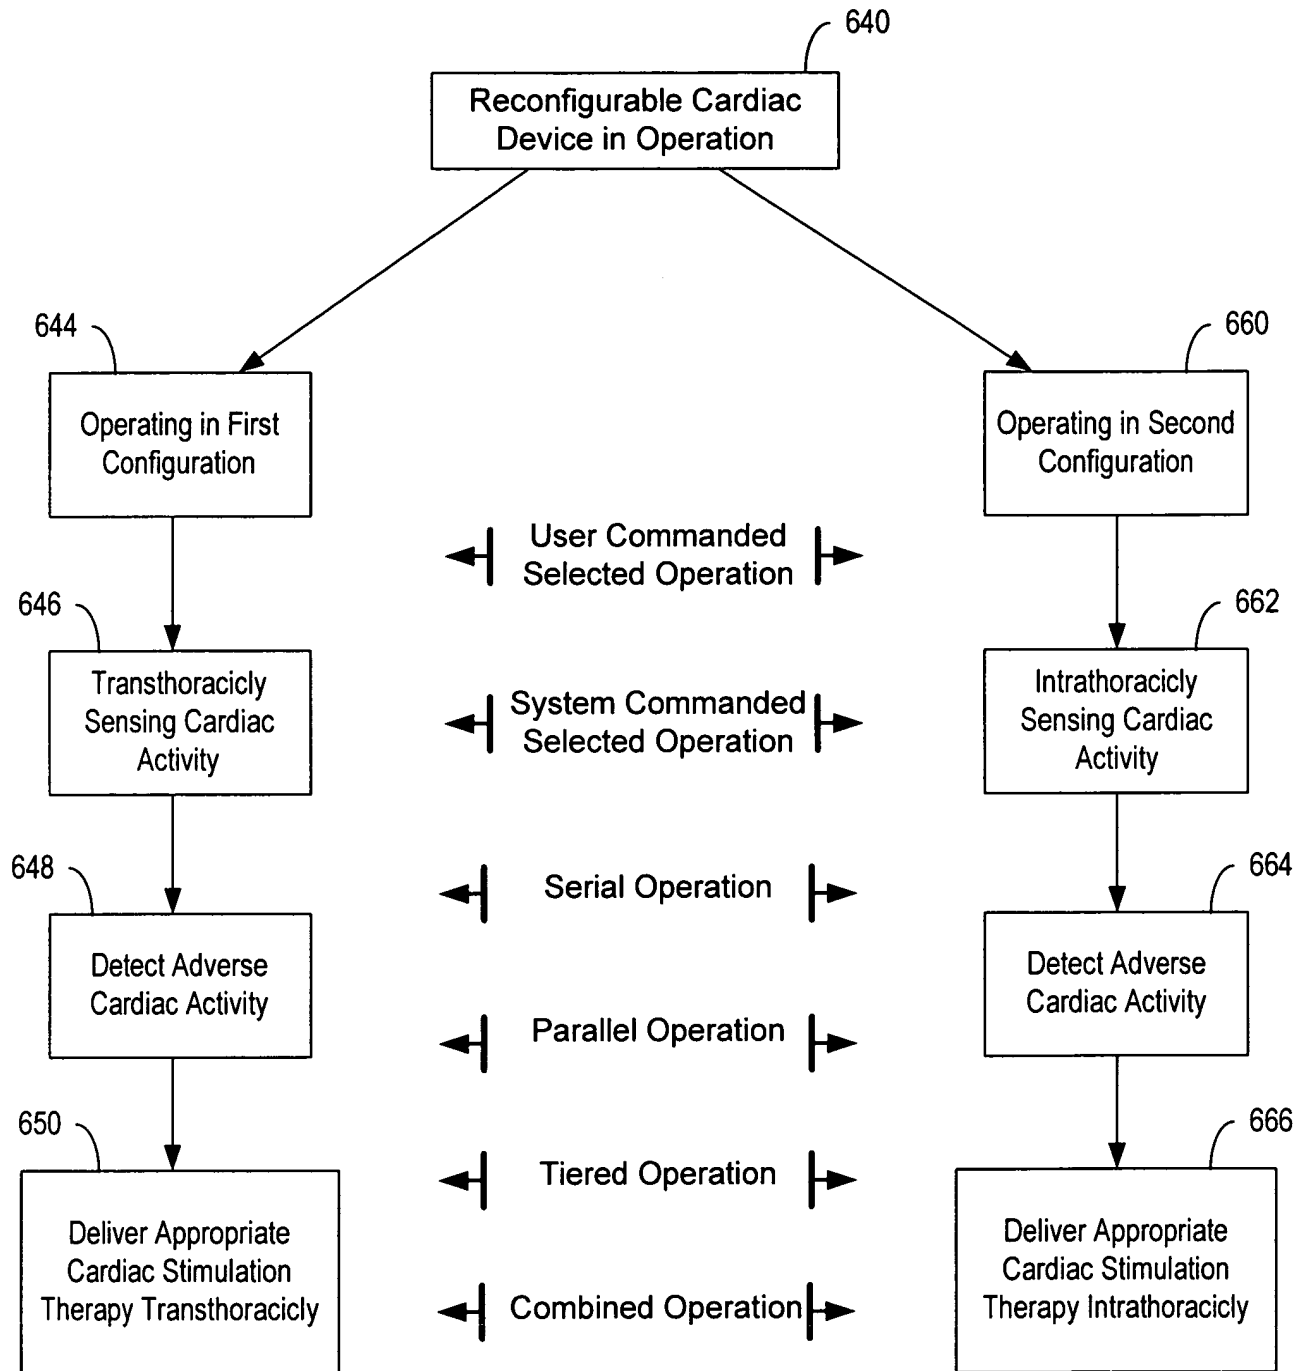 640
Reconfigurable Cardiac
Device in Operation
644
Operating in First
Configuration
660
Operating in Second
Configuration
User Commanded
Selected Operation
646
Transthoracicly
Sensing Cardiac
Activity
System Commanded
Selected Operation
662
Intrathoracicly
Sensing Cardiac
Activity
648
Detect Adverse
Cardiac Activity
Serial Operation
664
Detect Adverse
Cardiac Activity
Parallel Operation
650
Deliver Appropriate
Cardiac Stimulation
Therapy Transthoracicly
Tiered Operation
Combined Operation
666
Deliver Appropriate
Cardiac Stimulation
Therapy Intrathoracicly